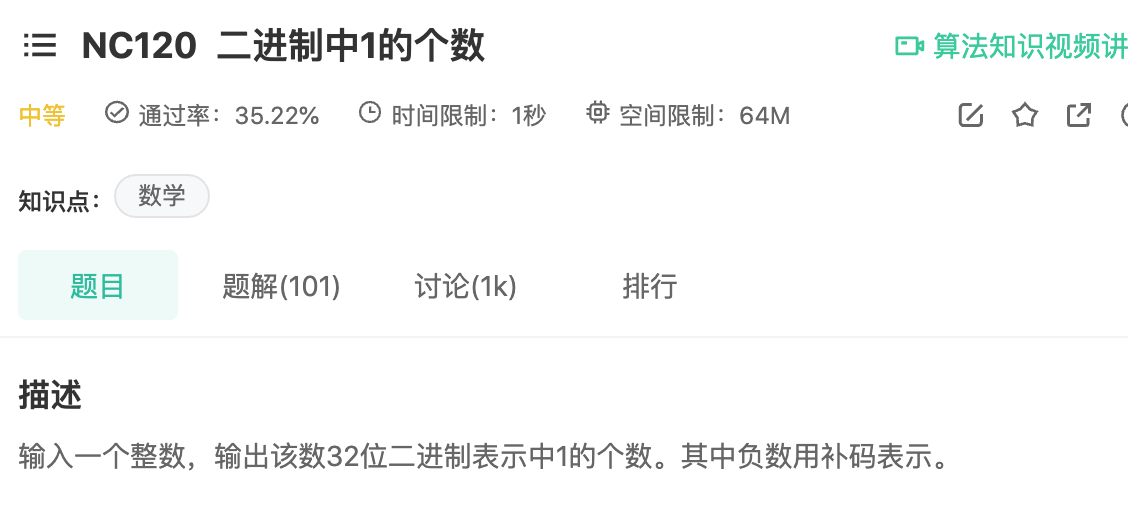 NC120 二进制中1的个数 算法知识视频讲
中等 通过率：35.22% 时间限制：1秒 空间限制：64M
知识点： 数学
题目 题解(101) 讨论(1k) 排行
描述
输入一个整数，输出该数32位二进制表示中1的个数。其中负数用补码表示。